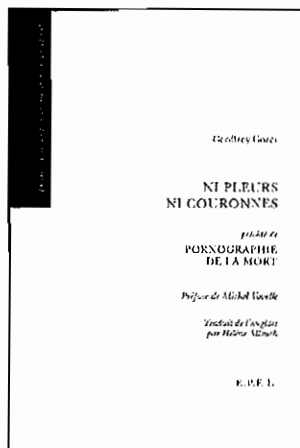 Geoffrey Gorer
NI PLEURS
NI COURONNES
précédé de
PORNOGRAPHIE
DE LA MORT
Préface de Michel Vovelle
Traduit de l'anglais
par Hélène Allouch
E.P.E.L.